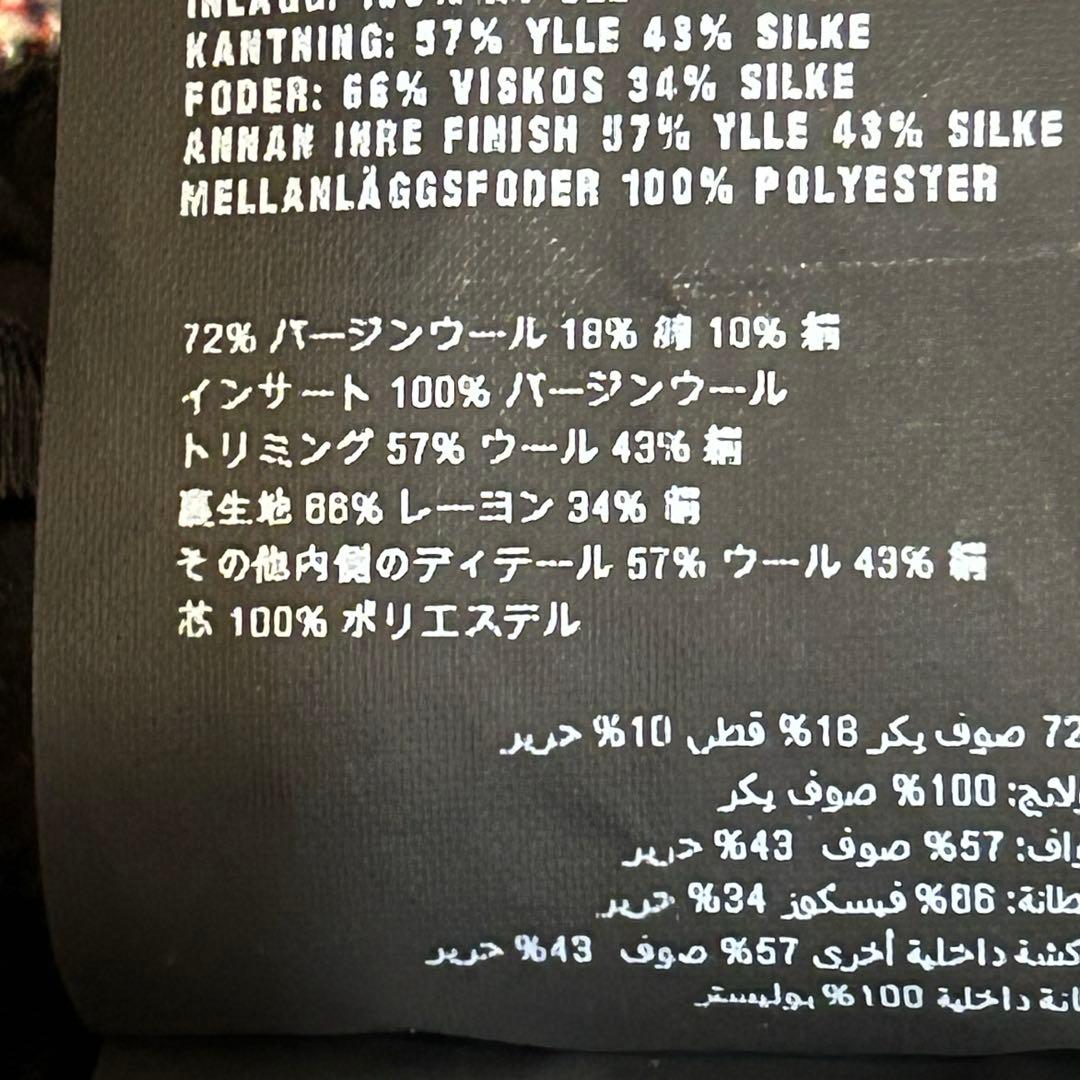 INLÄGG: 100%
KANTNING: 57% YLLE 43% SILKE
FODER: 66% VISKOS 34% SILKE
ANNAN INRE FINISH 57% YLLE 43% SILKE
MELLANLÄGGSFODER 100% POLYESTER
72% バージンウール 18% 綿 10% 絹
インサート 100% バージンウール
トリミング 57% ウール 43% 絹
裏生地 66% レーヨン 34% 絹
その他内側のディテール 57% ウール 43% 絹
芯 100% ポリエステル
72 صوف بكر 18% قطن 10% حرير
100% صوف بكر
57% صوف 43% حرير
66% فيسكوز 34% حرير
داخلية أخرى 57% صوف 43% حرير
داخلية 100% بوليستر